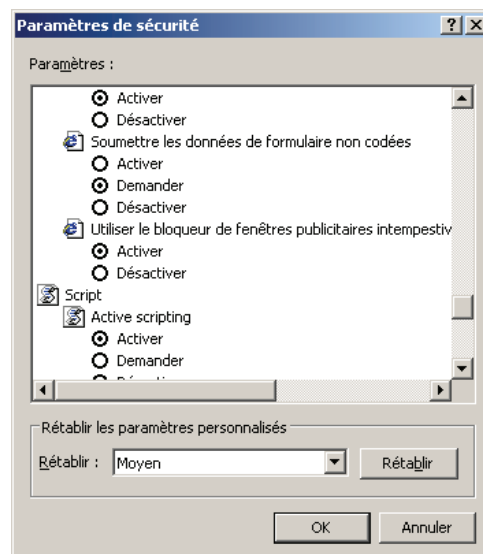 Paramètres de sécurité
Paramètres :
Activer
Désactiver
Soumettre les données de formulaire non codées
Activer
Demander
Désactiver
Utiliser le bloqueur de fenêtres publicitaires intempestiv
Activer
Désactiver
Script
Active scripting
Activer
Demander
Rétablir les paramètres personnalisés
Rétablir : Moyen Rétablir
OK Annuler